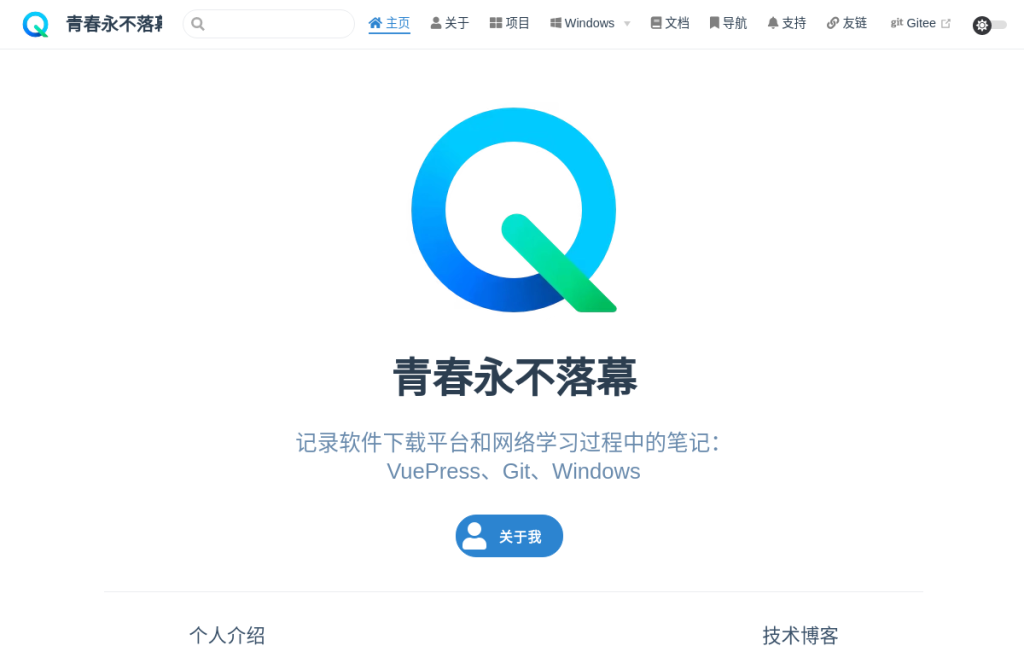 青春永不落幕
主页 关于 项目 Windows 文档 导航 支持 友链 git Gitee
青春永不落幕
记录软件下载平台和网络学习过程中的笔记：
VuePress、Git、Windows
关于我
个人介绍 技术博客